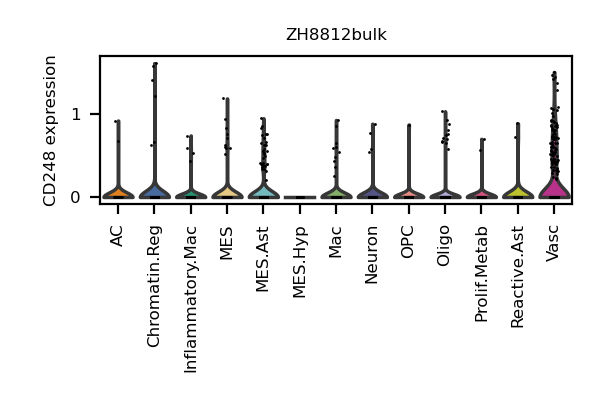 ZH8812bulk
CD248 expression
1
0
AC
Chromatin.Reg
Inflammatory.Mac
MES
MES.Ast
MES.Hyp
Mac
Neuron
OPC
Oligo
Prolif.Metab
Reactive.Ast
Vasc